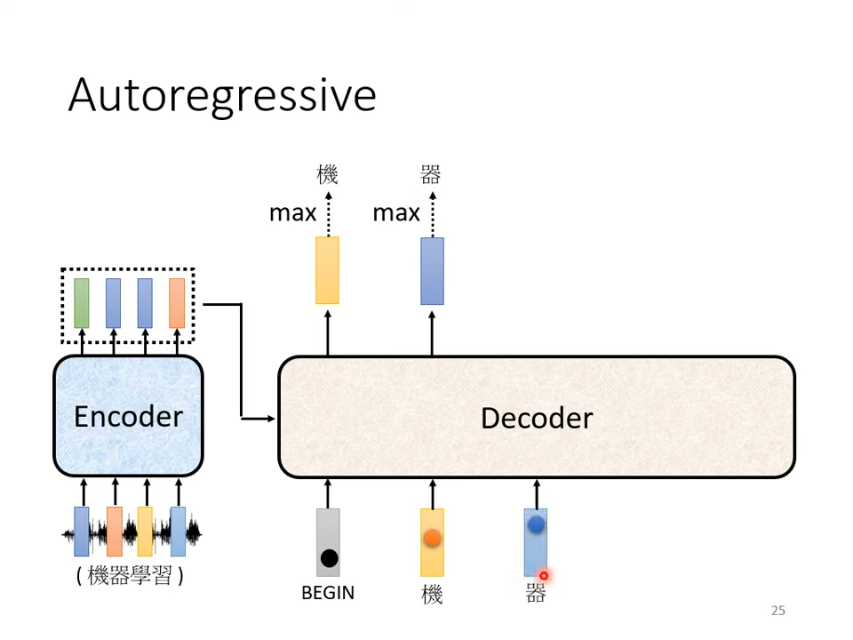 Autoregressive
機 器
max max
Encoder
Decoder
( 機器學習 )
BEGIN 機 器
25